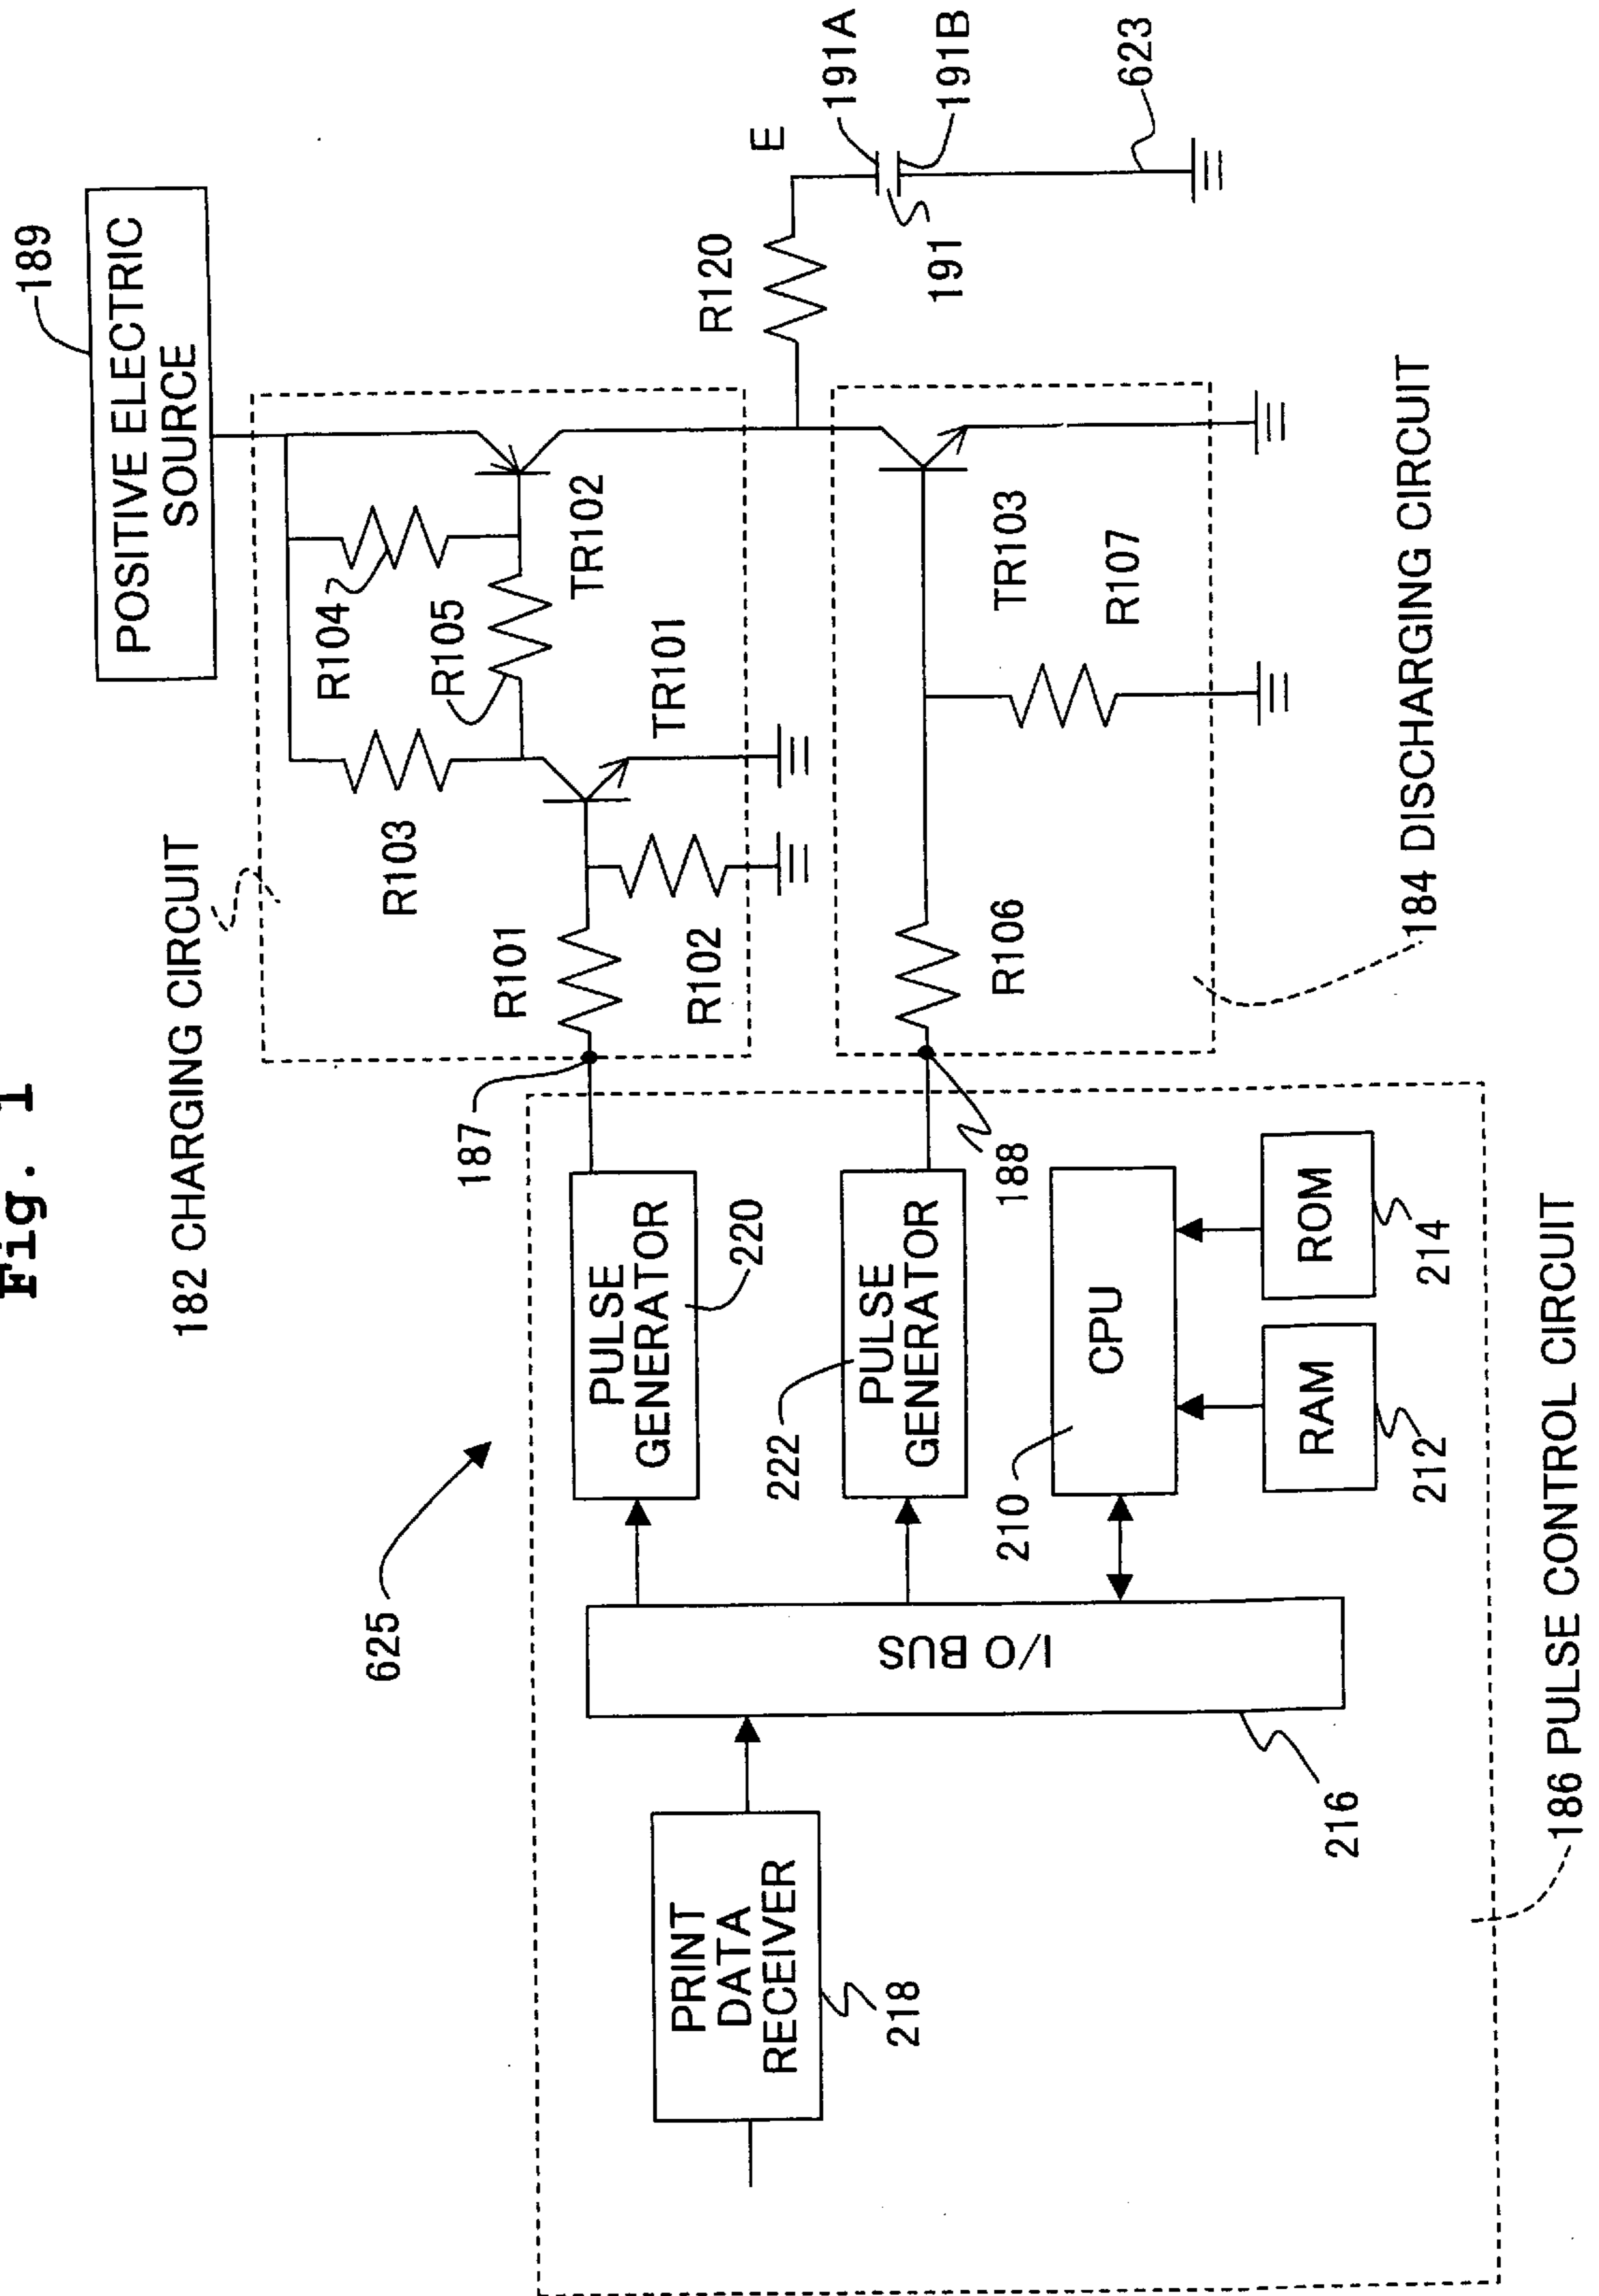 Fig. 1
189
POSITIVE ELECTRIC
SOURCE
182 CHARGING CIRCUIT
R103
R104
R105
TR102
TR101
R101
R102
187
R120
E
191A
191B
191
623
625
PULSE
GENERATOR
220
PULSE
GENERATOR
222
188
R106
TR103
R107
184 DISCHARGING CIRCUIT
PRINT
DATA
RECEIVER
218
I/O BUS
216
210
CPU
RAM
212
ROM
214
186 PULSE CONTROL CIRCUIT